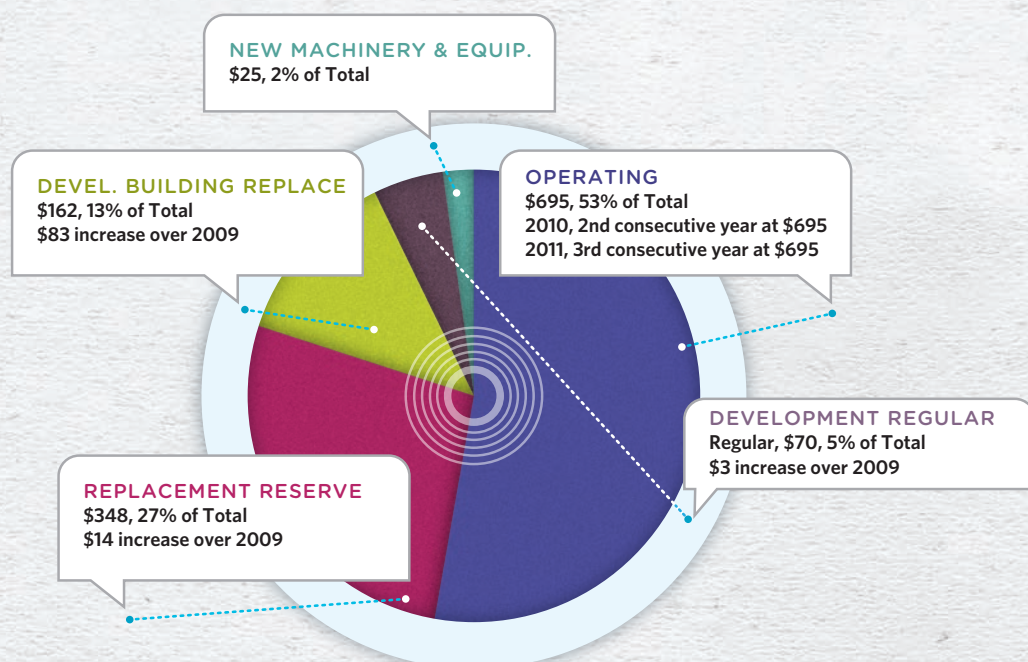 NEW MACHINERY & EQUIP.
$25, 2% of Total
DEVEL. BUILDING REPLACE
$162, 13% of Total
$83 increase over 2009
OPERATING
$695, 53% of Total
2010, 2nd consecutive year at $695
2011, 3rd consecutive year at $695
DEVELOPMENT REGULAR
Regular, $70, 5% of Total
$3 increase over 2009
REPLACEMENT RESERVE
$348, 27% of Total
$14 increase over 2009